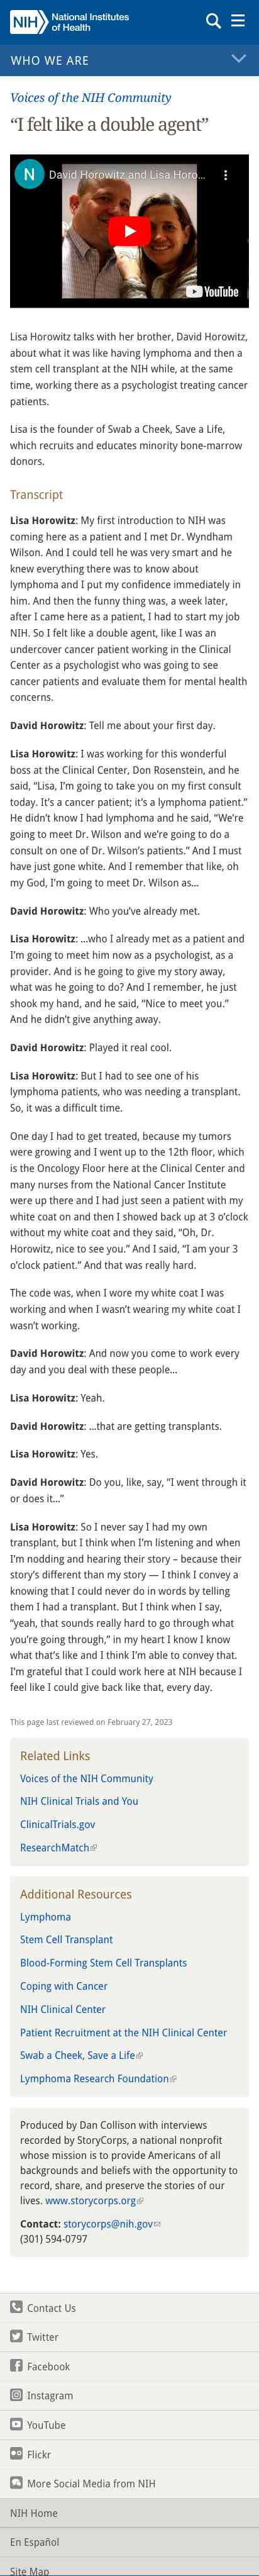 NIH National Institutes
of Health
WHO WE ARE
Voices of the NIH Community
“I felt like a double agent”
N David Horowitz and Lisa Horo...
YouTube
Lisa Horowitz talks with her brother, David Horowitz,
about what it was like having lymphoma and then a
stem cell transplant at the NIH while, at the same
time, working there as a psychologist treating cancer
patients.
Lisa is the founder of Swab a Cheek, Save a Life,
which recruits and educates minority bone-marrow
donors.
Transcript
Lisa Horowitz: My first introduction to NIH was
coming here as a patient and I met Dr. Wyndham
Wilson. And I could tell he was very smart and he
knew everything there was to know about
lymphoma and I put my confidence immediately in
him. And then the funny thing was, a week later,
after I came here as a patient, I had to start my job
NIH. So I felt like a double agent, like I was an
undercover cancer patient working in the Clinical
Center as a psychologist who was going to see
cancer patients and evaluate them for mental health
concerns.
David Horowitz: Tell me about your first day.
Lisa Horowitz: I was working for this wonderful
boss at the Clinical Center, Don Rosenstein, and he
said, “Lisa, I’m going to take you on my first consult
today. It’s a cancer patient; it’s a lymphoma patient.”
He didn’t know I had lymphoma and he said, “We’re
going to meet Dr. Wilson and we’re going to do a
consult on one of Dr. Wilson’s patients.” And I must
have just gone white. And I remember that like, oh
my God, I’m going to meet Dr. Wilson as...
David Horowitz: Who you’ve already met.
Lisa Horowitz: ...who I already met as a patient and
I’m going to meet him now as a psychologist, as a
provider. And is he going to give my story away,
what was he going to do? And I remember, he just
shook my hand, and he said, “Nice to meet you.”
And he didn’t give anything away.
David Horowitz: Played it real cool.
Lisa Horowitz: But I had to see one of his
lymphoma patients, who was needing a transplant.
So, it was a difficult time.
One day I had to get treated, because my tumors
were growing and I went up to the 12th floor, which
is the Oncology Floor here at the Clinical Center and
many nurses from the National Cancer Institute
were up there and I had just seen a patient with my
white coat on and then I showed back up at 3 o’clock
without my white coat and they said, “Oh, Dr.
Horowitz, nice to see you.” And I said, “I am your 3
o’clock patient.” And that was really hard.
The code was, when I wore my white coat I was
working and when I wasn’t wearing my white coat I
wasn’t working.
David Horowitz: And now you come to work every
day and you deal with these people...
Lisa Horowitz: Yeah.
David Horowitz: ...that are getting transplants.
Lisa Horowitz: Yes.
David Horowitz: Do you, like, say, “I went through it
or does it...”
Lisa Horowitz: So I never say I had my own
transplant, but I think when I’m listening and when
I’m nodding and hearing their story – because their
story’s different than my story — I think I convey a
knowing that I could never do in words by telling
them I had a transplant. But I think when I say,
“yeah, that sounds really hard to go through what
you’re going through,” in my heart I know I know
what that’s like and I think I’m able to convey that.
I’m grateful that I could work here at NIH because I
feel like I could give back like that, every day.
This page last reviewed on February 27, 2023
Related Links
Voices of the NIH Community
NIH Clinical Trials and You
ClinicalTrials.gov
ResearchMatch
Additional Resources
Lymphoma
Stem Cell Transplant
Blood-Forming Stem Cell Transplants
Coping with Cancer
NIH Clinical Center
Patient Recruitment at the NIH Clinical Center
Swab a Cheek, Save a Life
Lymphoma Research Foundation
Produced by Dan Collison with interviews
recorded by StoryCorps, a national nonprofit
whose mission is to provide Americans of all
backgrounds and beliefs with the opportunity to
record, share, and preserve the stories of our
lives. www.storycorps.org
Contact: storycorps@nih.gov
(301) 594-0797
Contact Us
Twitter
Facebook
Instagram
YouTube
Flickr
More Social Media from NIH
NIH Home
En Español
Site Map